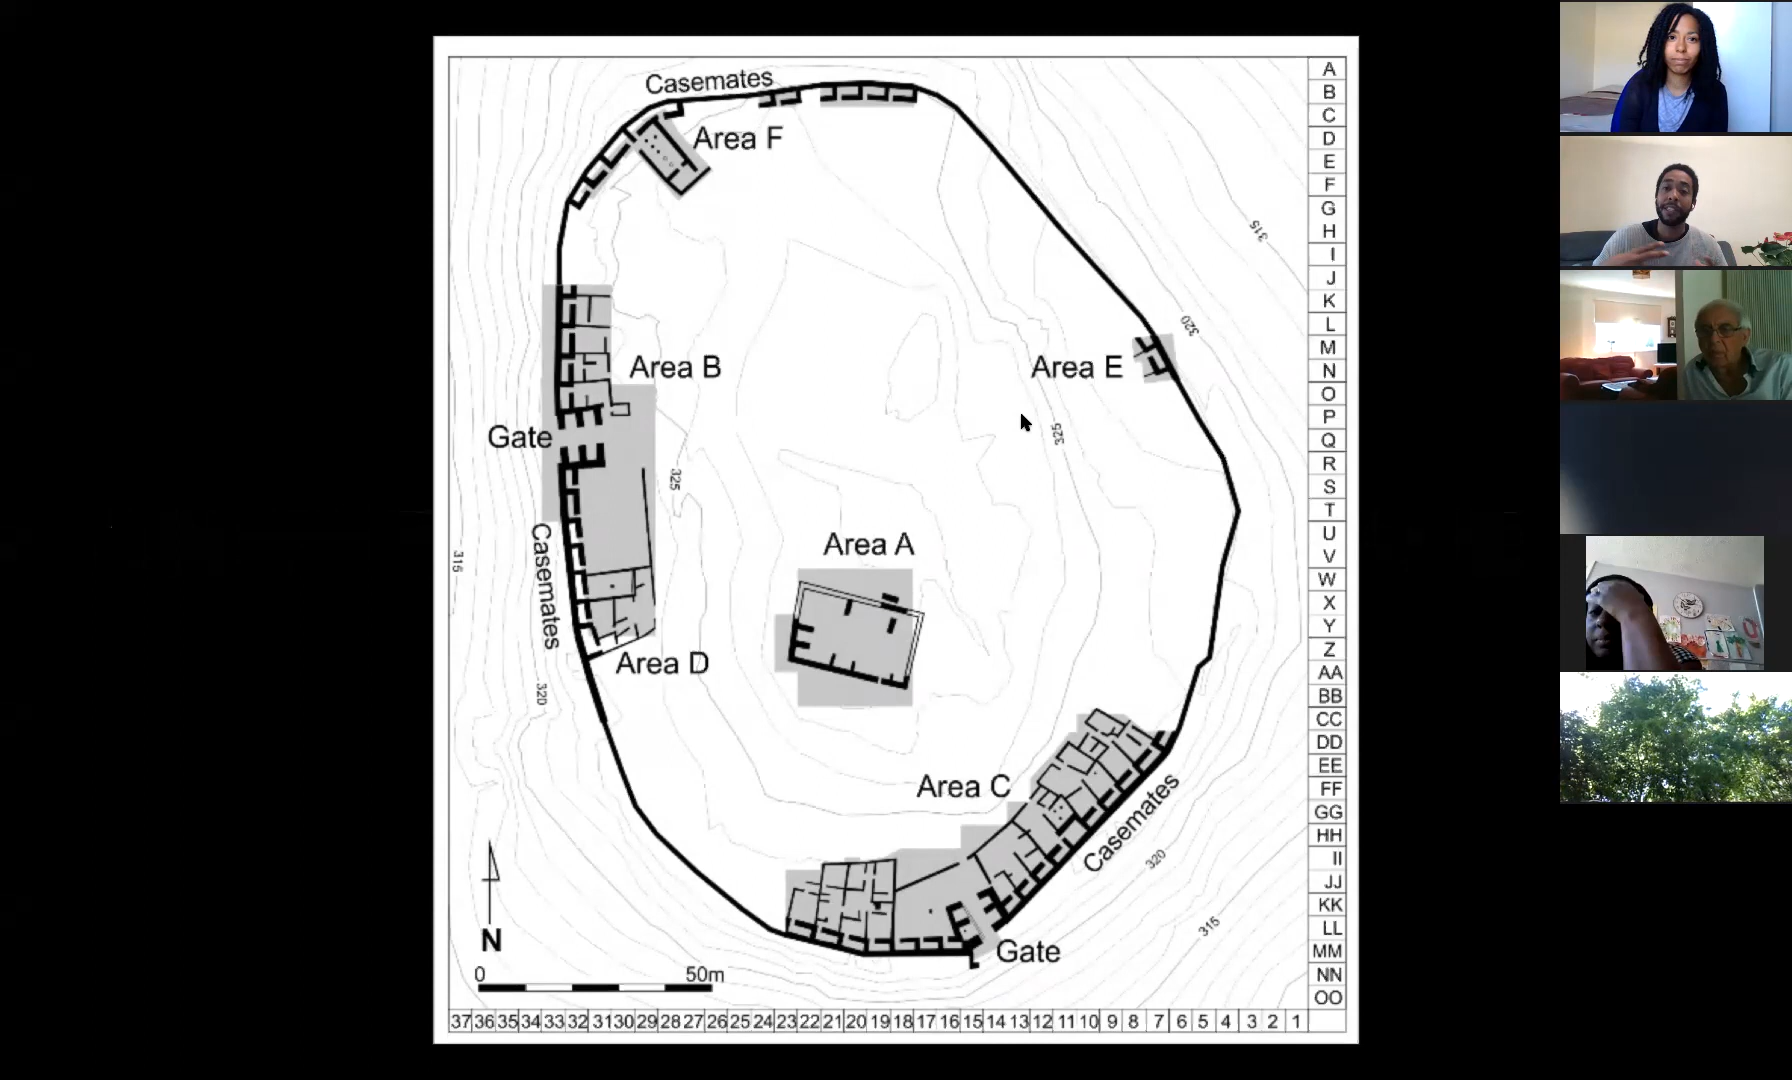 Casemates
Area F
315
320
Area B
Area E
Gate
325
325
Area A
315
Casemates
Area D
320
Area C
Casemates
320
315
Gate
N
0 50m
A
B
C
D
E
F
G
H
I
J
K
L
M
N
O
P
Q
R
S
T
U
V
W
X
Y
Z
AA
BB
CC
DD
EE
FF
GG
HH
II
JJ
KK
LL
MM
NN
OO
37 36 35 34 33 32 31 30 29 28 27 26 25 24 23 22 21 20 19 18 17 16 15 14 13 12 11 10 9 8 7 6 5 4 3 2 1